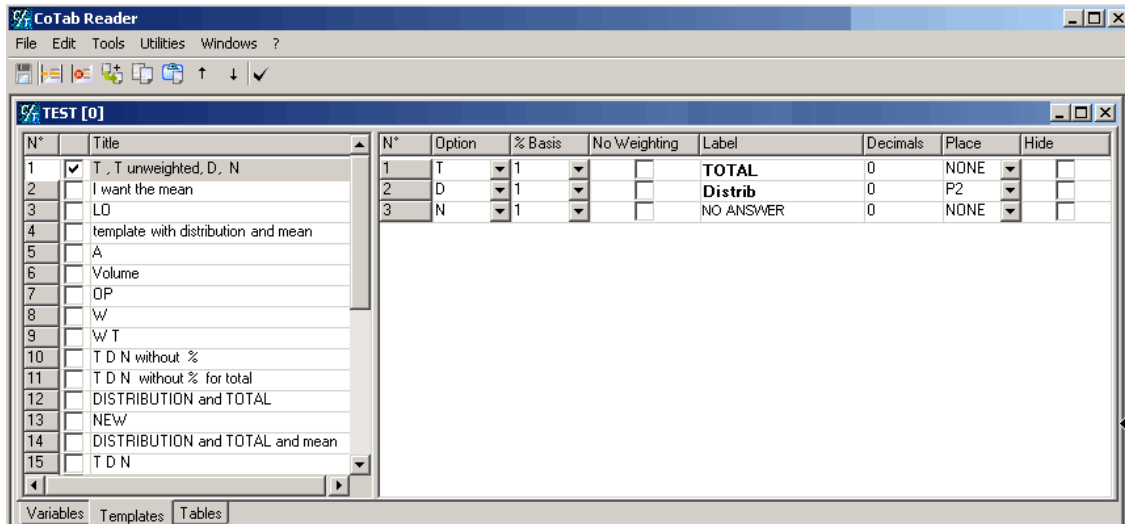 CoTab Reader
File Edit Tools Utilities Windows ?
TEST [0]
N° Title N° Option % Basis No Weighting Label Decimals Place Hide
1 T , T unweighted, D, N 1 T 1 TOTAL 0 NONE
2 I want the mean 2 D 1 Distrib 0 P2
3 LO 3 N 1 NO ANSWER 0 NONE
4 template with distribution and mean
5 A
6 Volume
7 OP
8 W
9 W T
10 T D N without %
11 T D N without % for total
12 DISTRIBUTION and TOTAL
13 NEW
14 DISTRIBUTION and TOTAL and mean
15 T D N
Variables Templates Tables